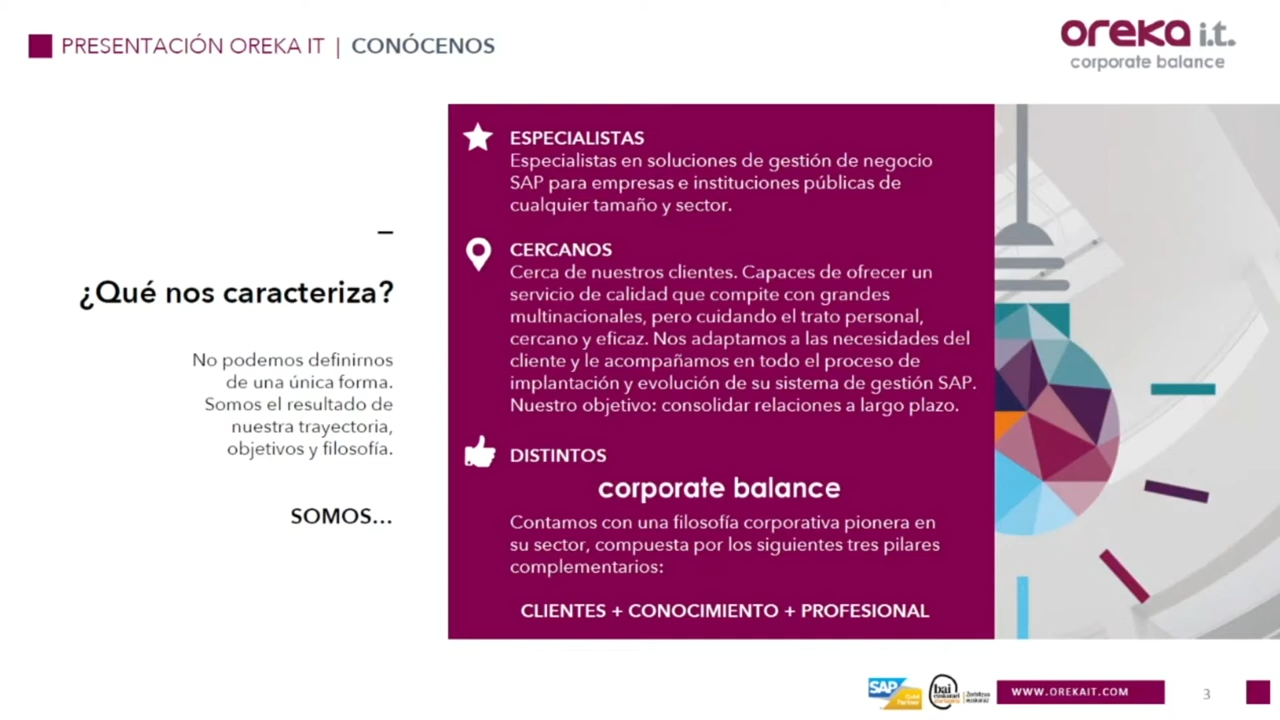 PRESENTACIÓN OREKA IT | CONÓCENOS
oreka i.t.
corporate balance
¿Qué nos caracteriza?
No podemos definirnos
de una única forma.
Somos el resultado de
nuestra trayectoria,
objetivos y filosofía.
SOMOS...
ESPECIALISTAS
Especialistas en soluciones de gestión de negocio
SAP para empresas e instituciones públicas de
cualquier tamaño y sector.
CERCANOS
Cerca de nuestros clientes. Capaces de ofrecer un
servicio de calidad que compite con grandes
multinacionales, pero cuidando el trato personal,
cercano y eficaz. Nos adaptamos a las necesidades del
cliente y le acompañamos en todo el proceso de
implantación y evolución de su sistema de gestión SAP.
Nuestro objetivo: consolidar relaciones a largo plazo.
DISTINTOS
corporate balance
Contamos con una filosofía corporativa pionera en
su sector, compuesta por los siguientes tres pilares
complementarios:
CLIENTES + CONOCIMIENTO + PROFESIONAL
SAP
bai
WWW.OREKAIT.COM
3